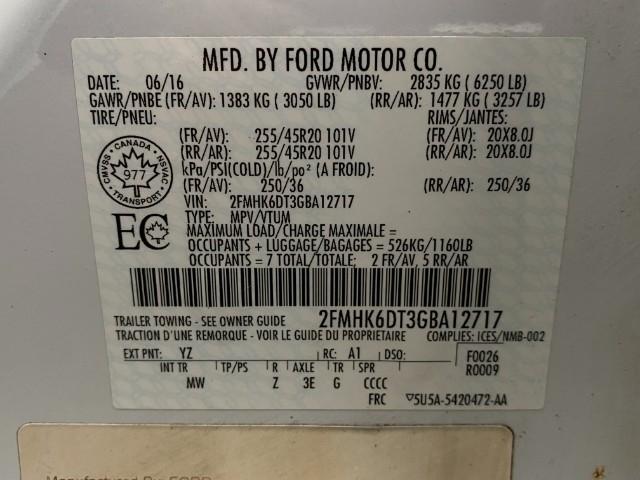 MFD. BY FORD MOTOR CO.
DATE: 06/16 GVWR/PNBV: 2835 KG ( 6250 LB)
GAWR/PNBE (FR/AV): 1383 KG ( 3050 LB) (RR/AR): 1477 KG ( 3257 LB)
TIRE/PNEU: RIMS/JANTES:
(FR/AV): 255/45R20 101V (FR/AV): 20X8.0J
(RR/AR): 255/45R20 101V (RR/AR): 20X8.0J
kPa/PSI(COLD)/lb/po² (A FROID):
(FR/AV): 250/36 (RR/AR): 250/36
CMVSS · CANADA · NSVAC
977
TRANSPORT
VIN: 2FMHK6DT3GBA12717
TYPE: MPV/VTUM
EC
MAXIMUM LOAD/CHARGE MAXIMALE =
OCCUPANTS + LUGGAGE/BAGAGES = 526KG/1160LB
OCCUPANTS = 7 TOTAL/TOTALE; 2 FR/AV, 5 RR/AR
TRAILER TOWING - SEE OWNER GUIDE 2FMHK6DT3GBA12717
TRACTION D'UNE REMORQUE - VOIR LE GUIDE DU PROPRIETAIRE COMPLIES: ICES/NMB-002
EXT PNT: YZ RC: A1 DSO: F0026
INT TR TP/PS R AXLE TR SPR R0009
MW Z 3E G CCCC
FRC 5U5A-5420472-AA
Manufactured By FORD